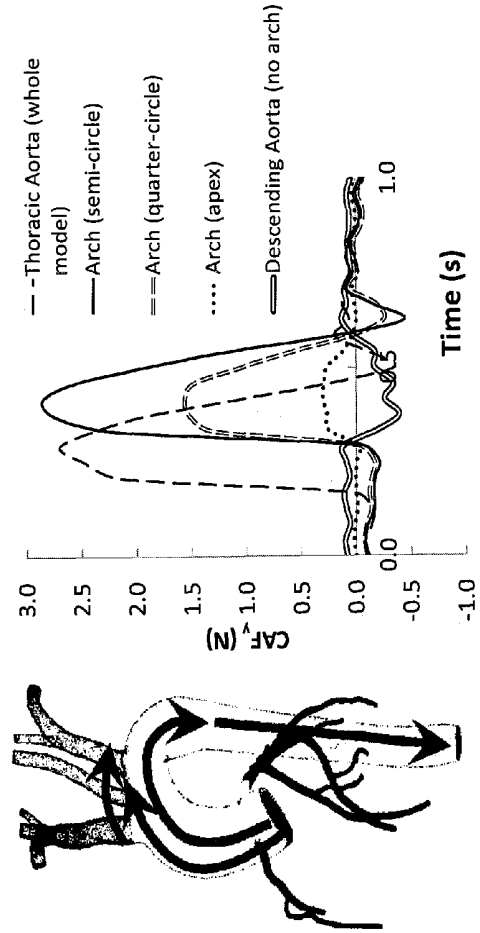 Thoracic Aorta (whole
model)
Arch (semi-circle)
Arch (quarter-circle)
Arch (apex)
Descending Aorta (no arch)
3.0
2.5
2.0
1.5
1.0
0.5
0.0
-0.5
-1.0
CAFy (N)
0.0
1.0
Time (s)